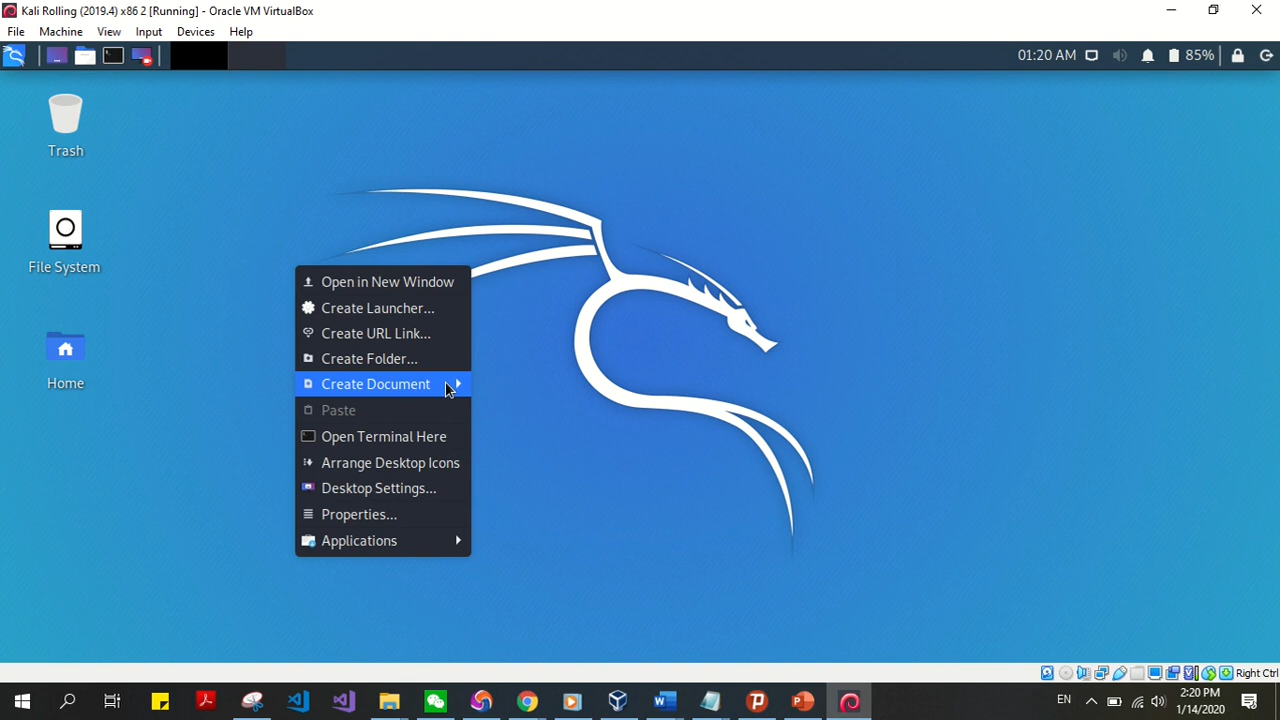 Kali Rolling (2019.4) x86 2 [Running] - Oracle VM VirtualBox
File Machine View Input Devices Help
01:20 AM 85%
Trash
File System
Home
Open in New Window
Create Launcher...
Create URL Link...
Create Folder...
Create Document
Paste
Open Terminal Here
Arrange Desktop Icons
Desktop Settings...
Properties...
Applications
Right Ctrl
EN
2:20 PM
1/14/2020